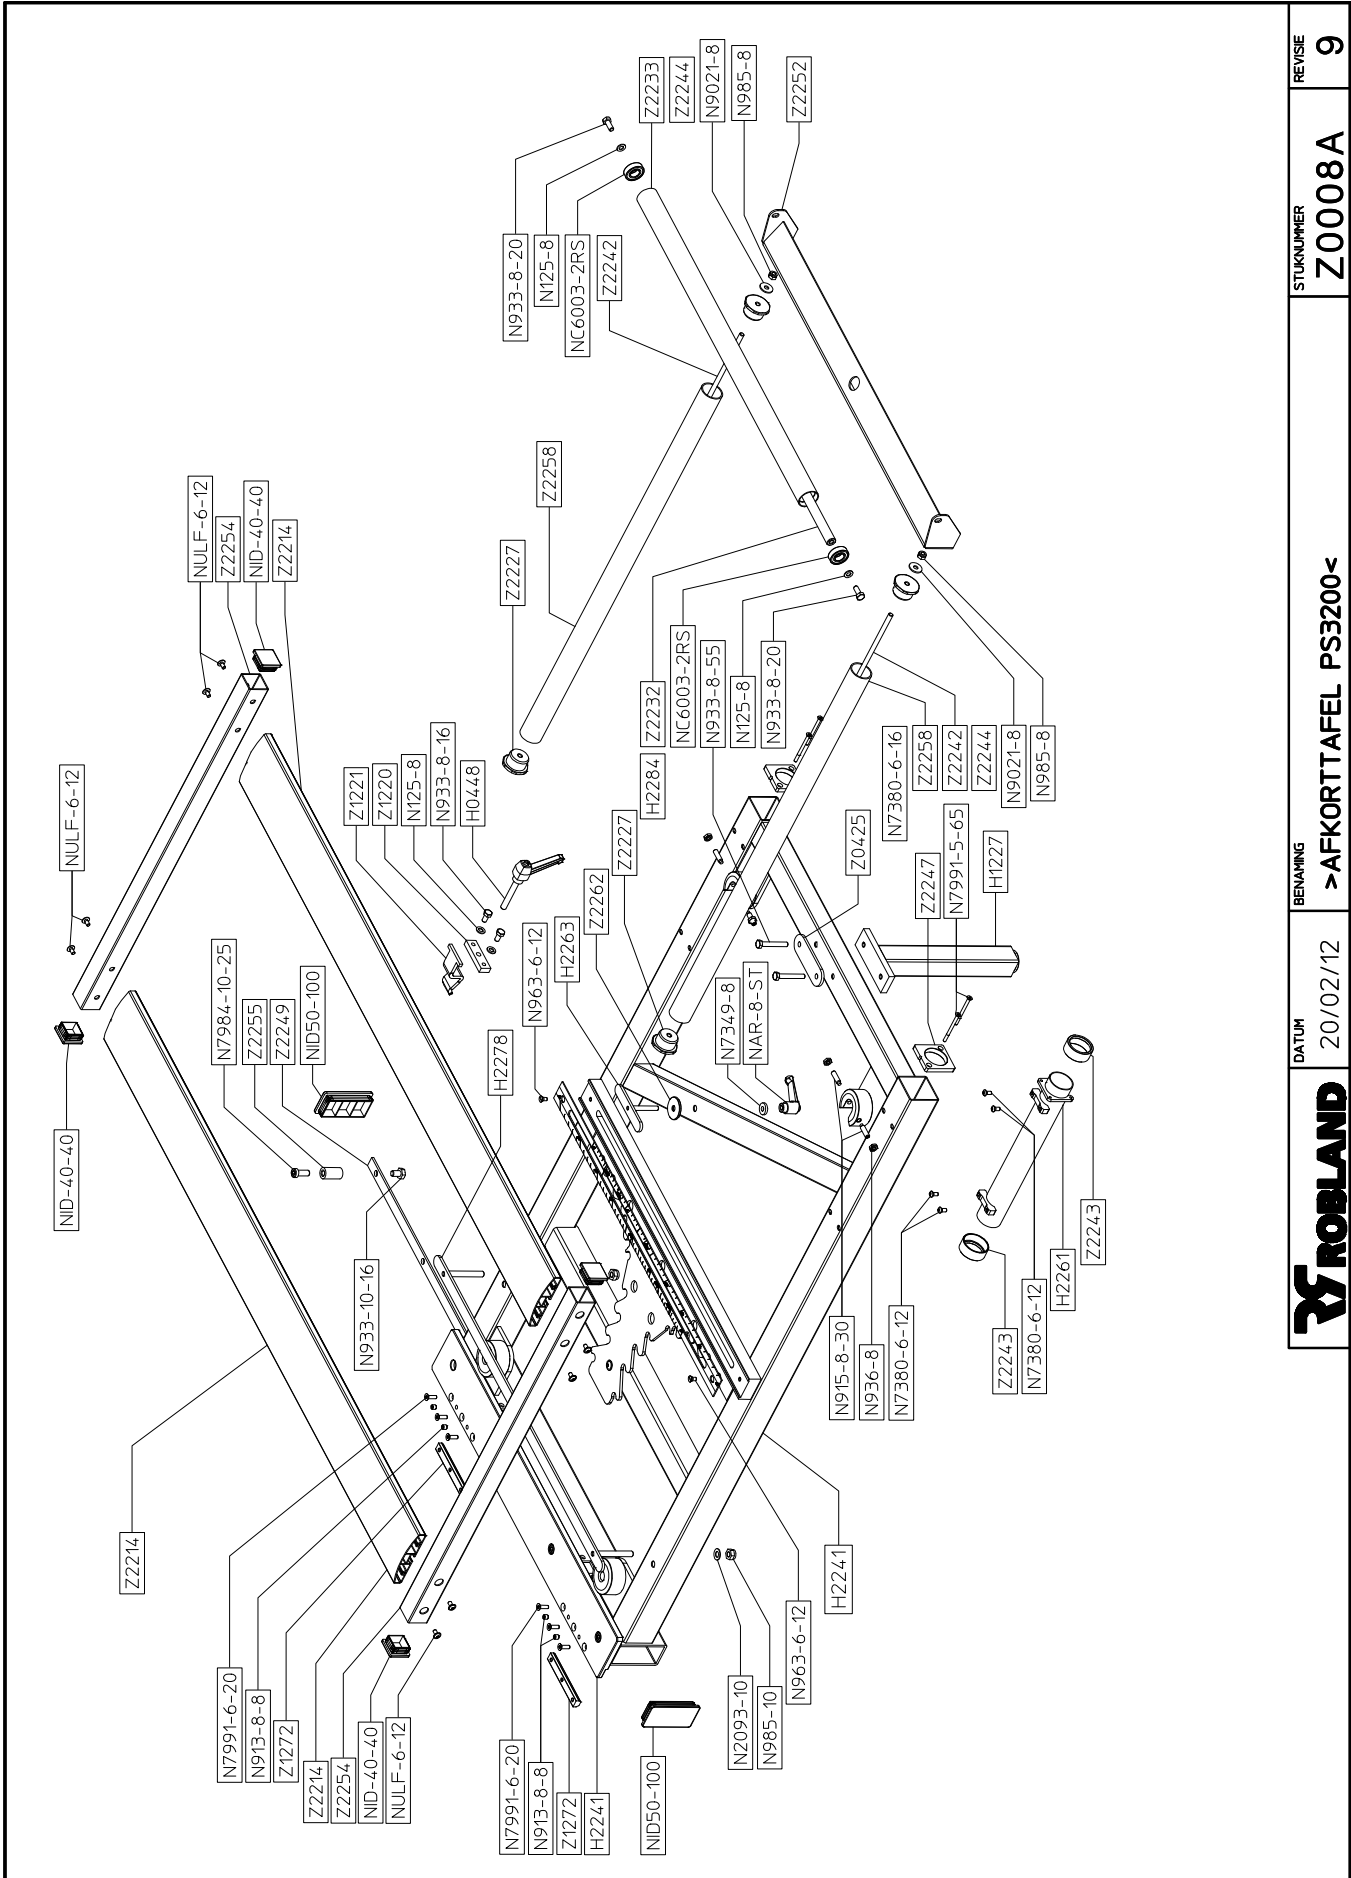 NULF-6-12
Z2254
NID-40-40
Z2214
NULF-6-12
NID-40-40
N7984-10-25
Z2255
Z2249
NID50-100
N933-10-16
H2278
Z1221
Z1220
N125-8
N933-8-16
H0448
N963-6-12
H2263
Z2262
Z2227
Z2227
Z2258
N933-8-20
N125-8
NC6003-2RS
Z2242
Z2233
Z2244
N9021-8
N985-8
Z2252
H2284
Z2232
NC6003-2RS
N933-8-55
N125-8
N933-8-20
Z0425
N7380-6-16
Z2258
Z2242
Z2244
N9021-8
N985-8
Z2247
N7991-5-65
H1227
N7349-8
NAR-8-ST
Z2243
H2261
N7380-6-12
Z2243
N915-8-30
N936-8
N7380-6-12
H2241
N963-6-12
N2093-10
N985-10
Z2214
N7991-6-20
N913-8-8
Z1272
Z2214
Z2254
NID-40-40
NULF-6-12
N7991-6-20
N913-8-8
Z1272
H2241
NID50-100
ROBLAND
DATUM
20/02/12
BENAMING
>AFKORTTAFEL PS3200<
STUKNUMMER
Z0008A
REVISIE
9